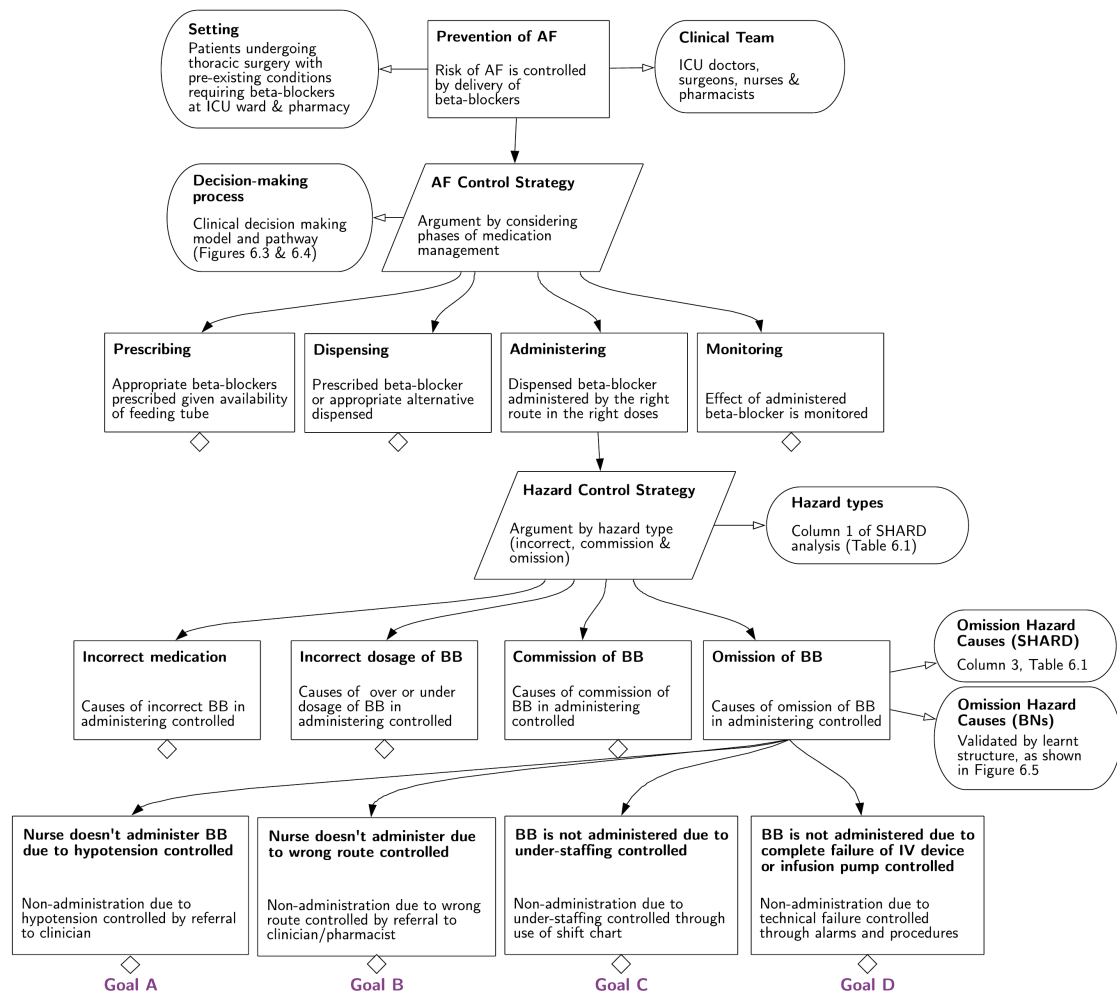 Setting
Patients undergoing
thoracic surgery with
pre-existing conditions
requiring beta-blockers
at ICU ward & pharmacy
Prevention of AF
Risk of AF is controlled
by delivery of
beta-blockers
Clinical Team
ICU doctors,
surgeons, nurses &
pharmacists
Decision-making
process
Clinical decision making
model and pathway
(Figures 6.3 & 6.4)
AF Control Strategy
Argument by considering
phases of medication
management
Prescribing
Appropriate beta-blockers
prescribed given availability
of feeding tube
Dispensing
Prescribed beta-blocker
or appropriate alternative
dispensed
Administering
Dispensed beta-blocker
administered by the right
route in the right doses
Monitoring
Effect of administered
beta-blocker is monitored
Hazard Control Strategy
Argument by hazard type
(incorrect, commission &
omission)
Hazard types
Column 1 of SHARD
analysis (Table 6.1)
Incorrect medication
Causes of incorrect BB in
administering controlled
Incorrect dosage of BB
Causes of over or under
dosage of BB in
administering controlled
Commission of BB
Causes of commission of
BB in administering
controlled
Omission of BB
Causes of omission of BB
in administering controlled
Omission Hazard
Causes (SHARD)
Column 3, Table 6.1
Omission Hazard
Causes (BNs)
Validated by learnt
structure, as shown
in Figure 6.5
Nurse doesn't administer BB
due to hypotension controlled
Non-administration due to
hypotension controlled by referral
to clinician
Goal A
Nurse doesn't administer due
to wrong route controlled
Non-administration due to wrong
route controlled by referral to
clinician/pharmacist
Goal B
BB is not administered due to
under-staffing controlled
Non-administration due to
under-staffing controlled through
use of shift chart
Goal C
BB is not administered due to
complete failure of IV device
or infusion pump controlled
Non-administration due to
technical failure controlled
through alarms and procedures
Goal D